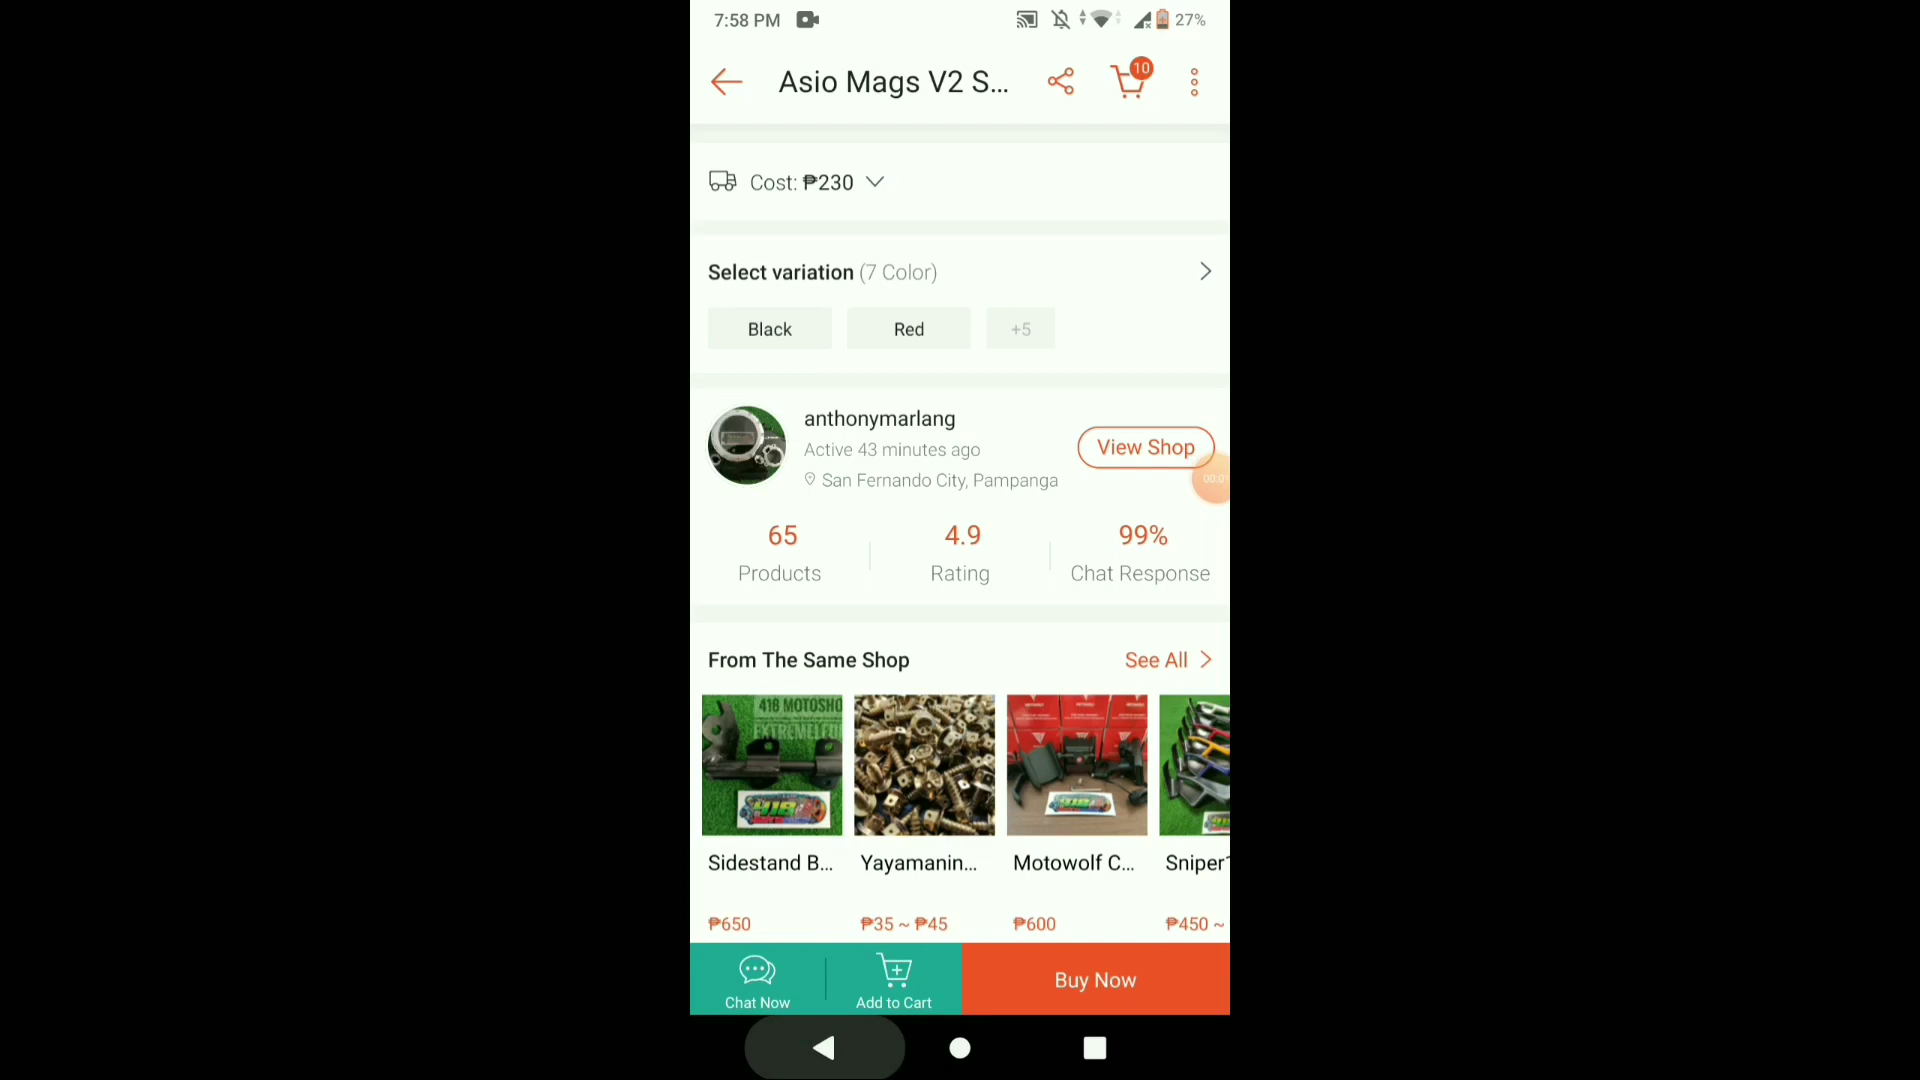 7:58 PM
27%
Asio Mags V2 S...
10
Cost: ₱230
Select variation (7 Color)
Black
Red
+5
anthonymarlang
Active 43 minutes ago
San Fernando City, Pampanga
View Shop
65
4.9
99%
Products
Rating
Chat Response
From The Same Shop
See All
418 MOTOSHO
418
Sidestand B...
Yayamanin...
Motowolf C...
Sniper
₱650
₱35 ~ ₱45
₱600
₱450 ~
Chat Now
Add to Cart
Buy Now